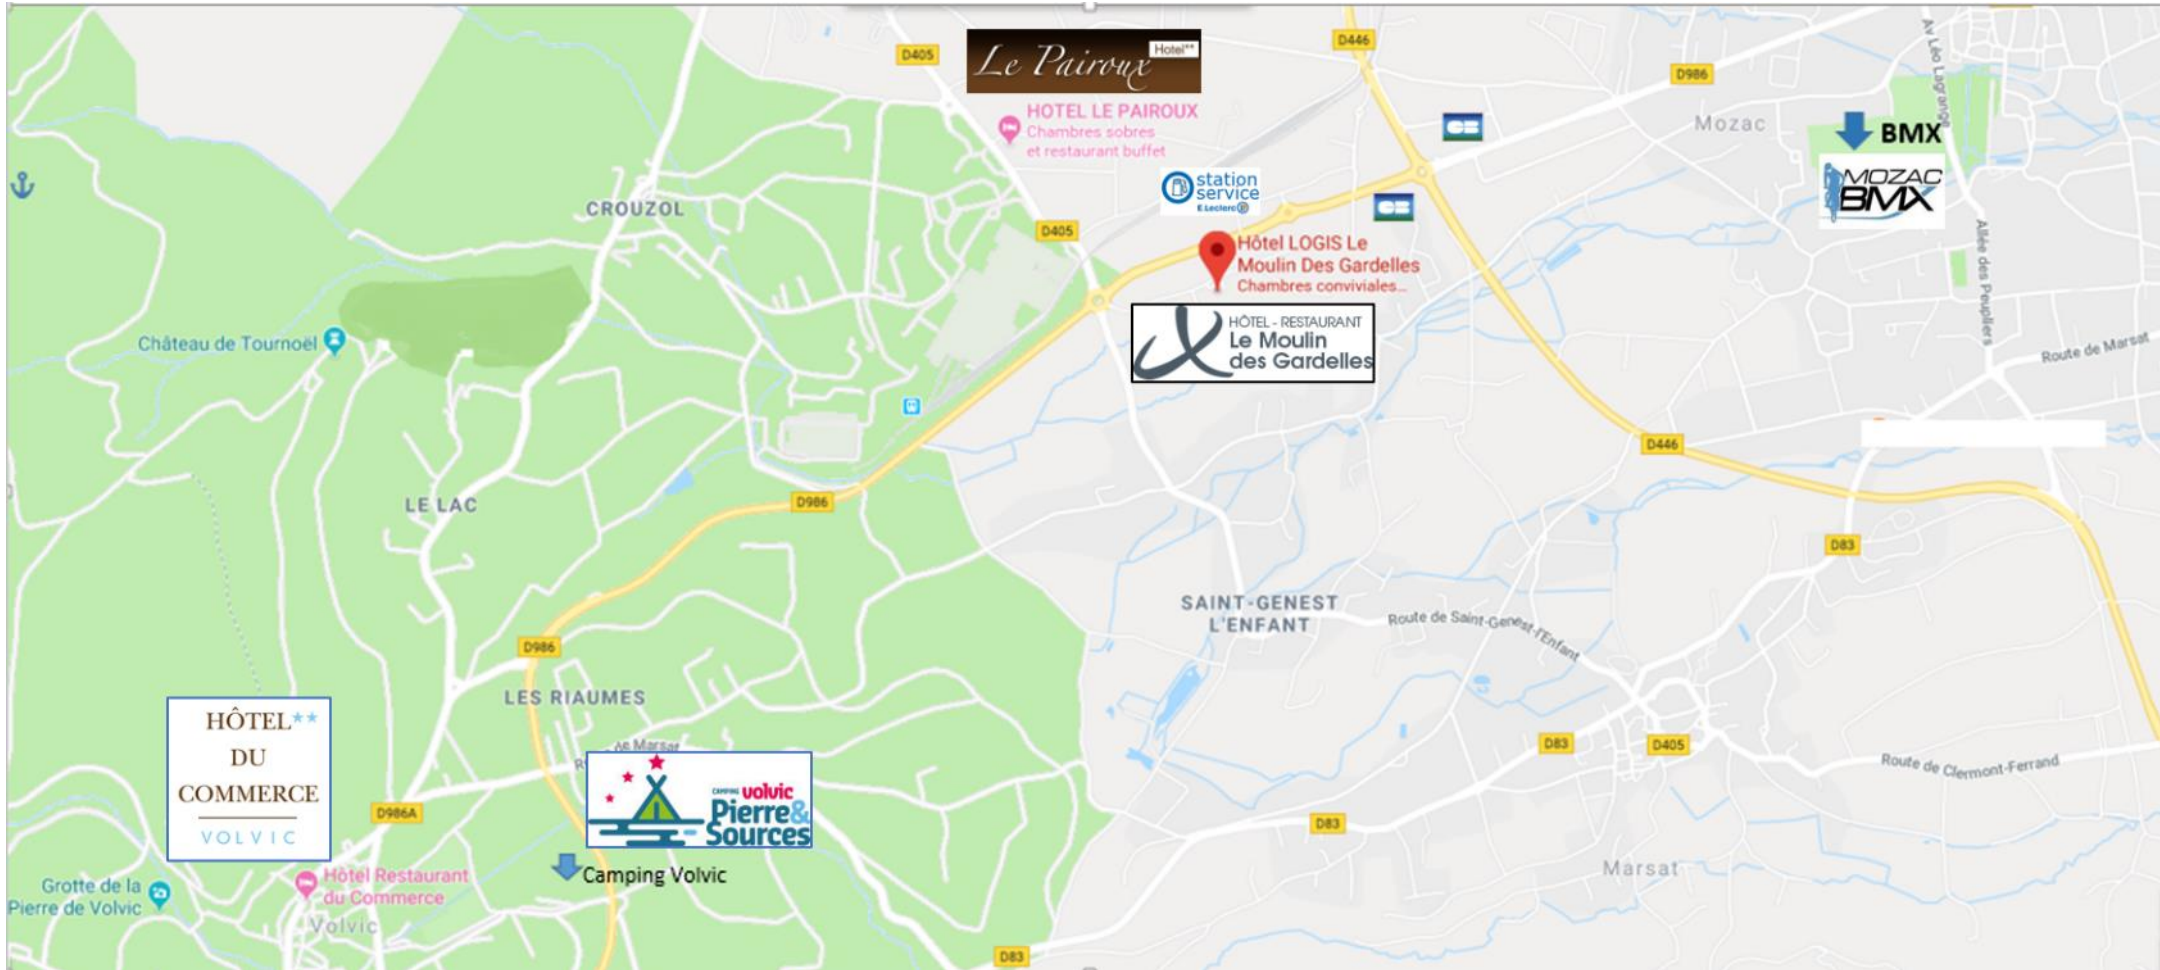 D405
Le Pairoux
Hotel**
HOTEL LE PAIROUX
Chambres sobres
et restaurant buffet
D446
D986
Av Léo Lagrange
Mozac
BMX
MOZAC
BMX
station
service
E.Leclerc
CB
CB
CROUZOL
D405
Hôtel LOGIS Le
Moulin Des Gardelles
Chambres conviviales...
HÔTEL - RESTAURANT
Le Moulin
des Gardelles
Allée des Peupliers
Route de Marsat
Château de Tournoël
D446
LE LAC
D986
D83
SAINT-GENEST
L'ENFANT
Route de Saint-Genest-l'Enfant
D986
LES RIAUMES
HÔTEL**
DU
COMMERCE
VOLVIC
de Marsat
CAMPING volvic
Pierre&
Sources
D83
D405
Route de Clermont-Ferrand
D986A
D83
Camping Volvic
Hôtel Restaurant
du Commerce
Grotte de la
Pierre de Volvic
Volvic
Marsat
D83